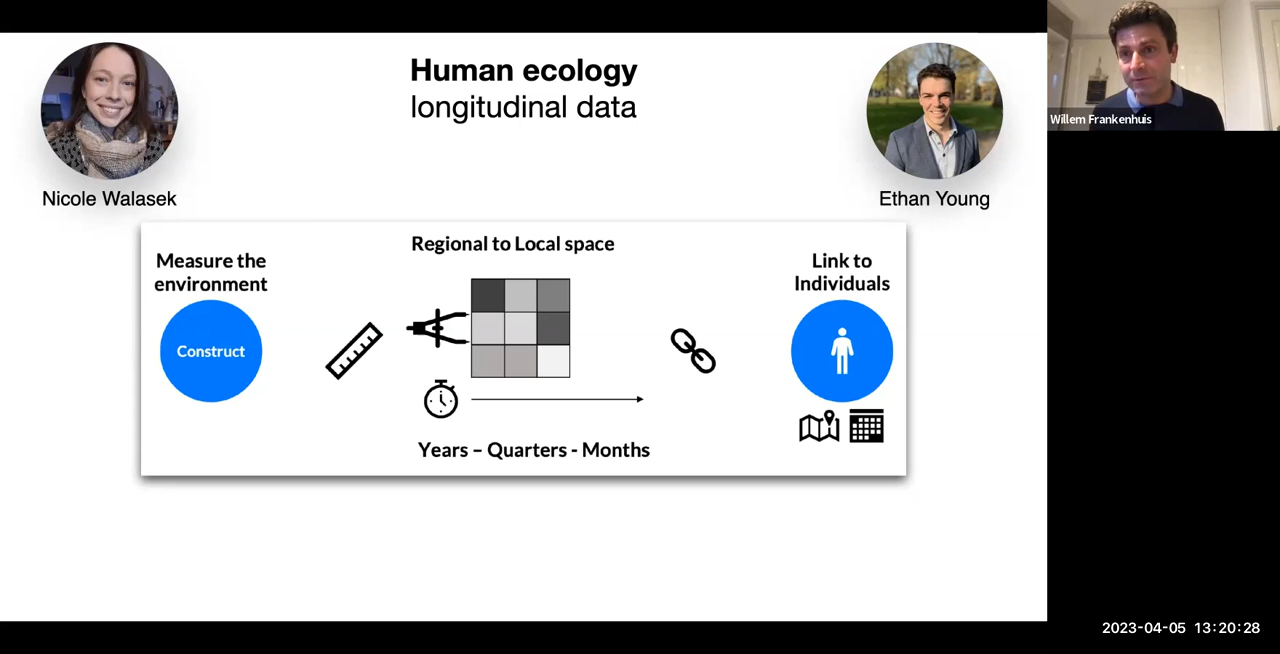 Human ecology
longitudinal data
Nicole Walasek
Ethan Young
Willem Frankenhuis
Measure the
environment
Construct
Regional to Local space
Years – Quarters - Months
Link to
Individuals
2023-04-05 13:20:28